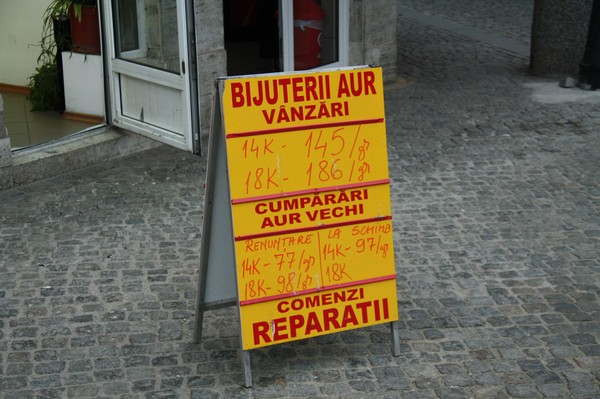 BIJUTERII AUR
VÂNZĂRI
14K - 145/gr
18K - 186/gr
CUMPĂRĂRI
AUR VECHI
RENUNȚARE
14K - 77/gr
18K - 98/gr
LA SCHIMB
14K - 97/gr
18K
COMENZI
REPARATII